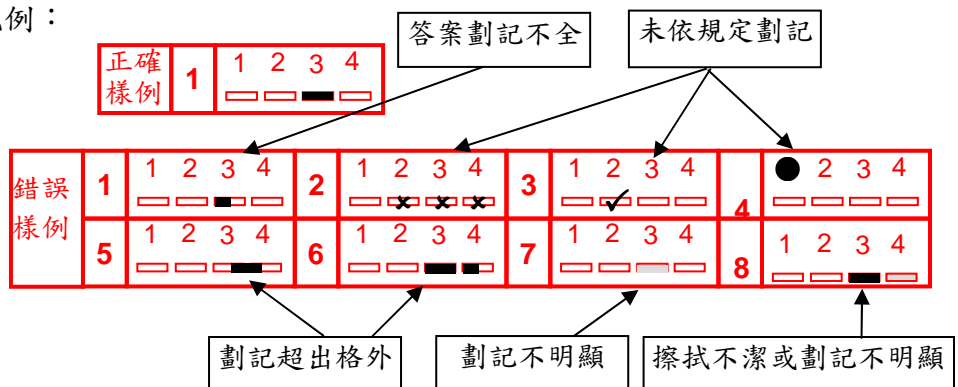 例：
答案劃記不全
未依規定劃記
正確樣例 1 1 2 3 4
錯誤樣例
1 1 2 3 4
2 1 2 3 4
3 1 2 3 4
4 2 3 4
5 1 2 3 4
6 1 2 3 4
7 1 2 3 4
8 1 2 3 4
劃記超出格外
劃記不明顯
擦拭不潔或劃記不明顯